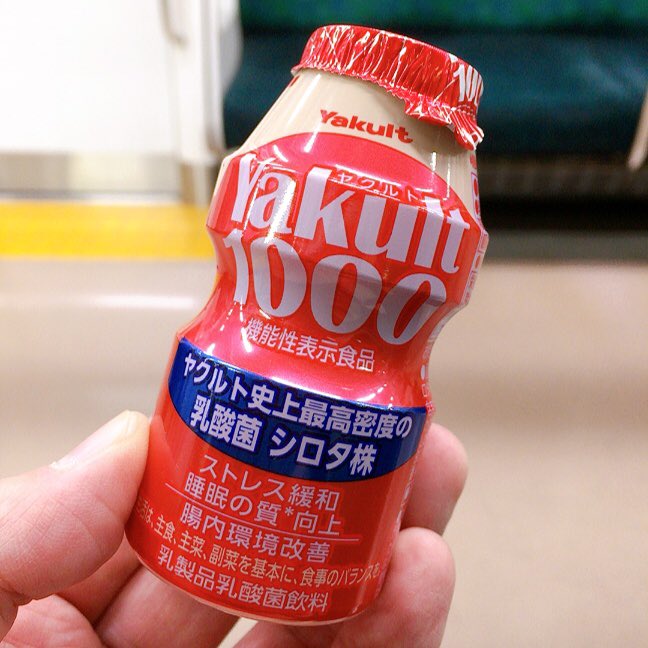 Yakult
ヤクルト
Yakult
1000
機能性表示食品
ヤクルト史上最高密度の
乳酸菌 シロタ株
ストレス緩和
睡眠の質*向上
腸内環境改善
は、主食、主菜、副菜を基本に、食事のバランスを
乳製品乳酸菌飲料